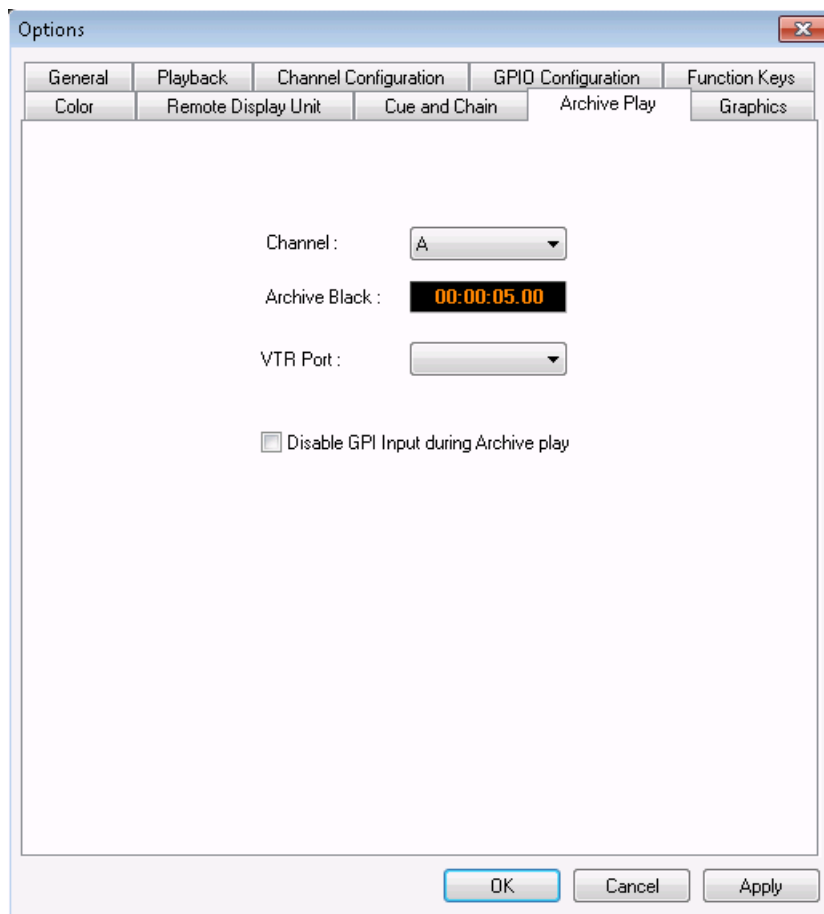 Options
General Playback Channel Configuration GPIO Configuration Function Keys
Color Remote Display Unit Cue and Chain Archive Play Graphics
Channel : A
Archive Black : 00:00:05.00
VTR Port :
Disable GPI Input during Archive play
OK Cancel Apply